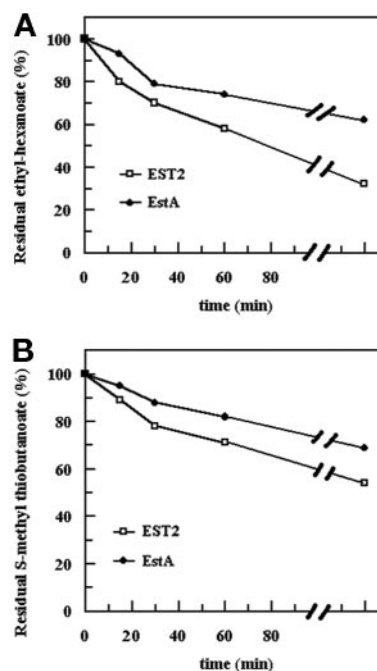 A
Residual ethyl-hexanoate (%)
100
80
60
40
20
0
EST2
EstA
0 20 40 60 80
time (min)
B
Residual S-methyl thiobutanoate (%)
100
80
60
40
20
0
EST2
EstA
0 20 40 60 80
time (min)